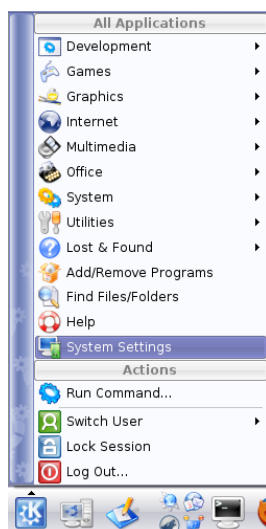 All Applications
Development
Games
Graphics
Internet
Multimedia
Office
System
Utilities
Lost & Found
Add/Remove Programs
Find Files/Folders
Help
System Settings
Actions
Run Command...
Switch User
Lock Session
Log Out...